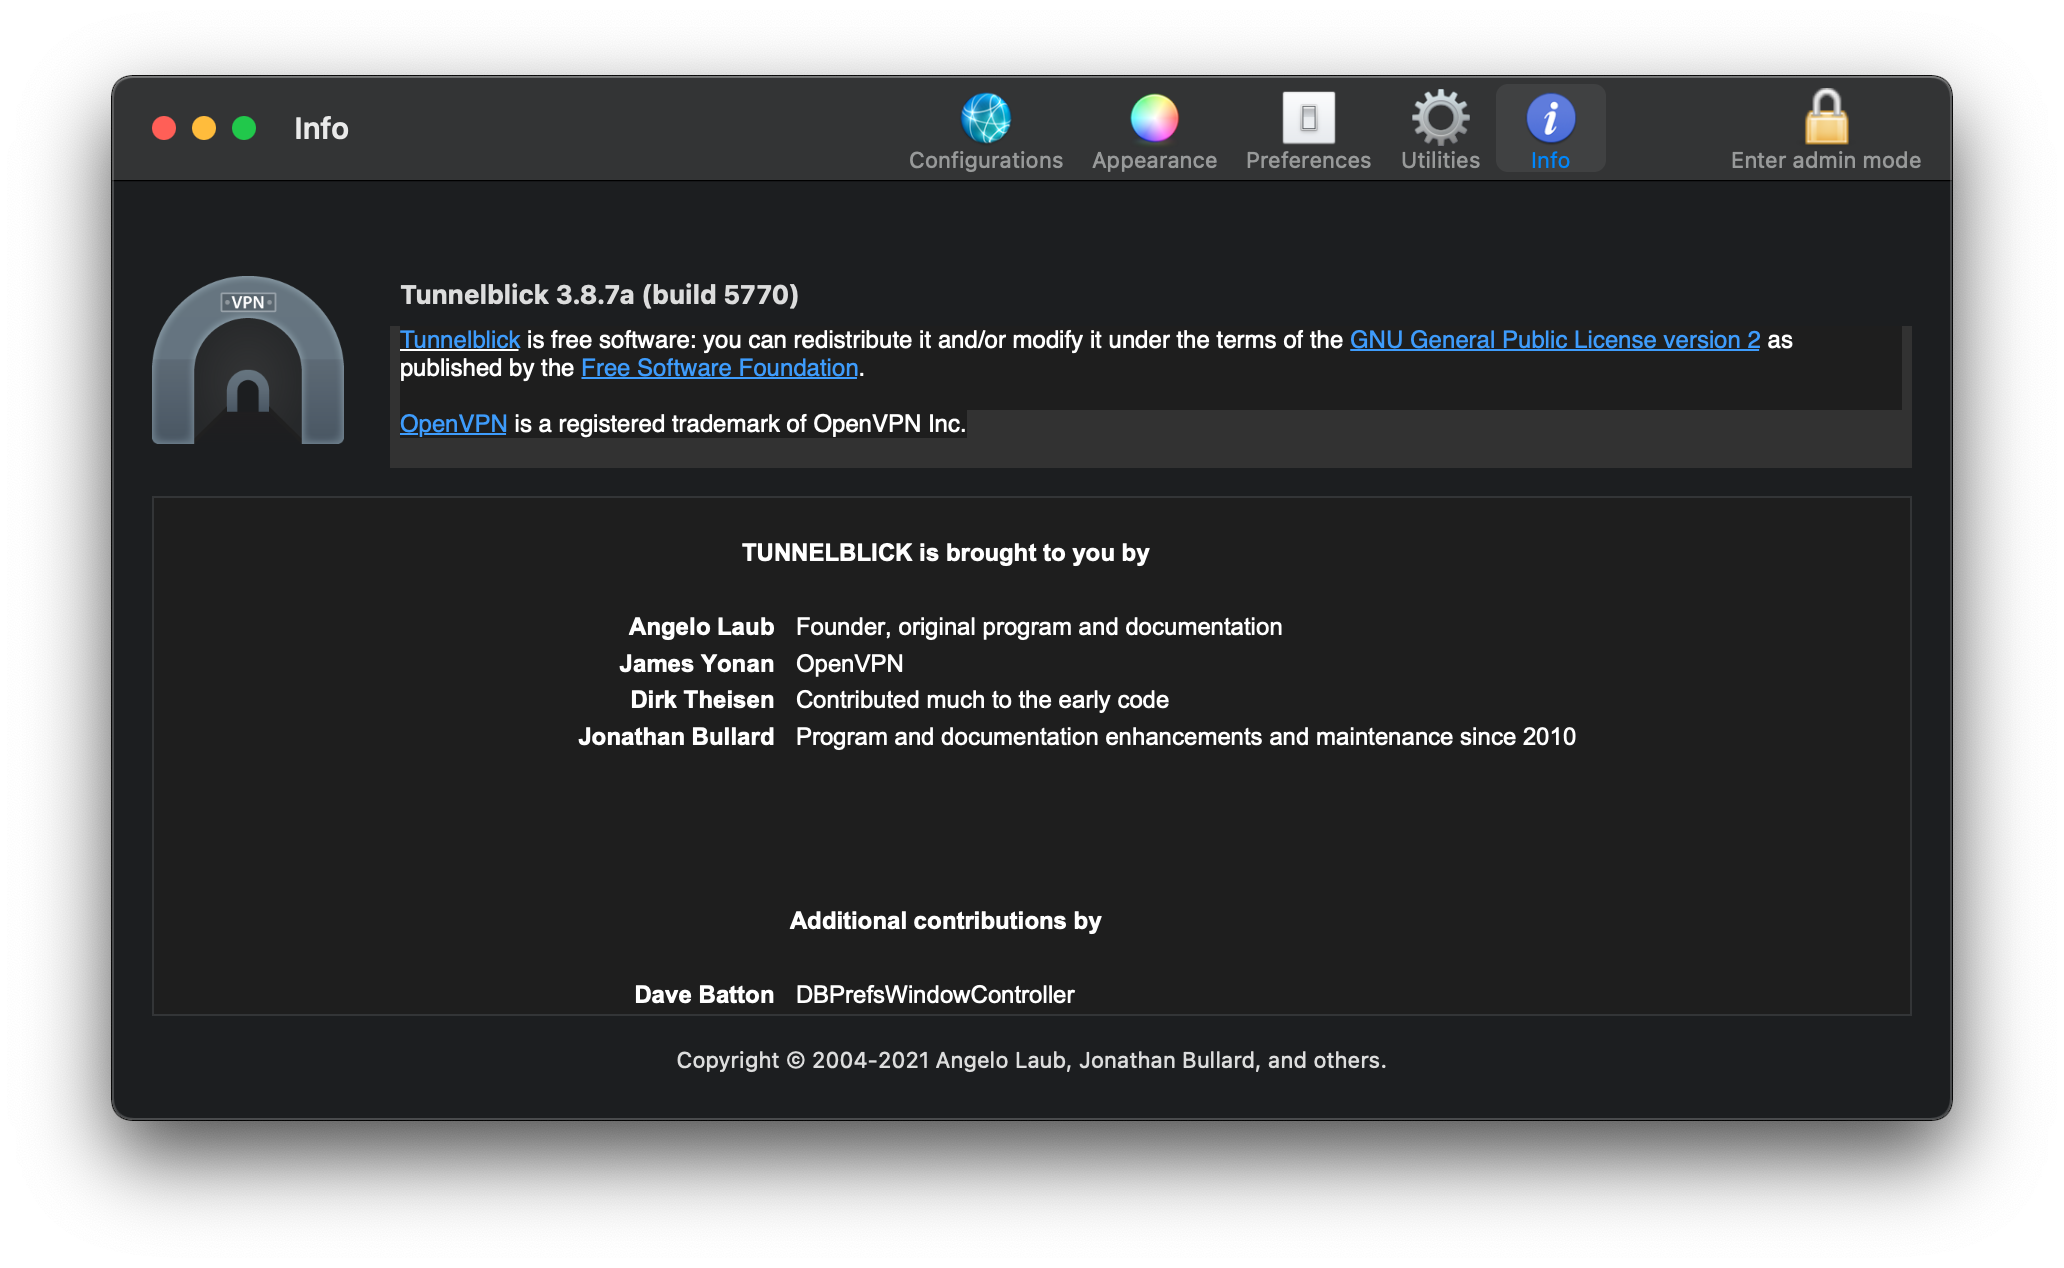 Info
Configurations
Appearance
Preferences
Utilities
Info
Enter admin mode
VPN
Tunnelblick 3.8.7a (build 5770)
Tunnelblick is free software: you can redistribute it and/or modify it under the terms of the GNU General Public License version 2 as
published by the Free Software Foundation.
OpenVPN is a registered trademark of OpenVPN Inc.
TUNNELBLICK is brought to you by
Angelo Laub Founder, original program and documentation
James Yonan OpenVPN
Dirk Theisen Contributed much to the early code
Jonathan Bullard Program and documentation enhancements and maintenance since 2010
Additional contributions by
Dave Batton DBPrefsWindowController
Copyright © 2004-2021 Angelo Laub, Jonathan Bullard, and others.